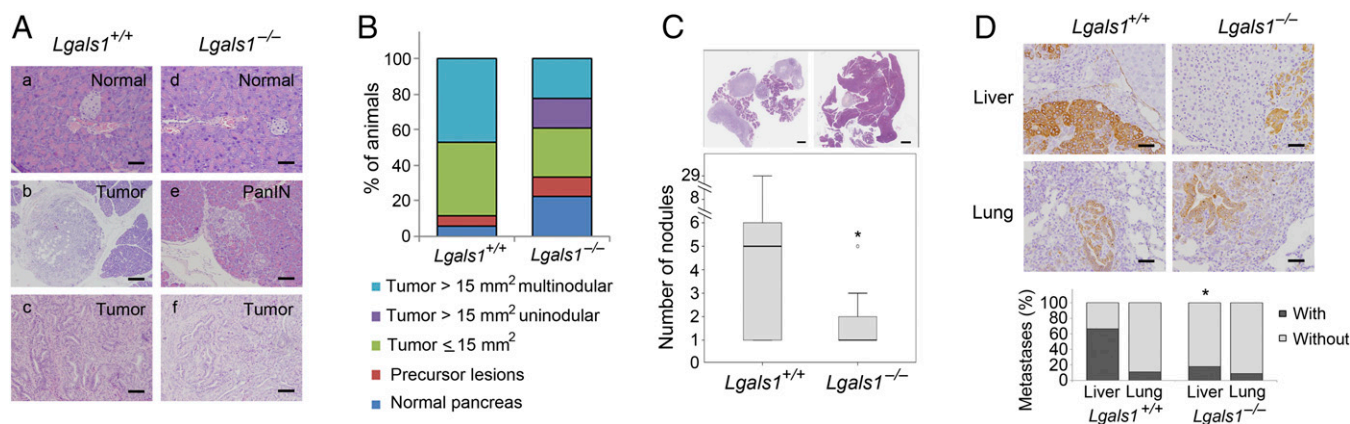 A
Lgals1+/+ Lgals1−/−
a Normal
d Normal
b Tumor
e PanIN
c Tumor
f Tumor
B
% of animals
100
80
60
40
20
0
Lgals1+/+ Lgals1−/−
Tumor > 15 mm2 multinodular
Tumor > 15 mm2 uninodular
Tumor ≤ 15 mm2
Precursor lesions
Normal pancreas
C
Number of nodules
29
8
6
5
4
3
2
1
0
*
Lgals1+/+ Lgals1−/−
D
Lgals1+/+ Lgals1−/−
Liver
Lung
Metastases (%)
100
80
60
40
20
0
*
With
Without
Liver Lung Liver Lung
Lgals1+/+ Lgals1−/−